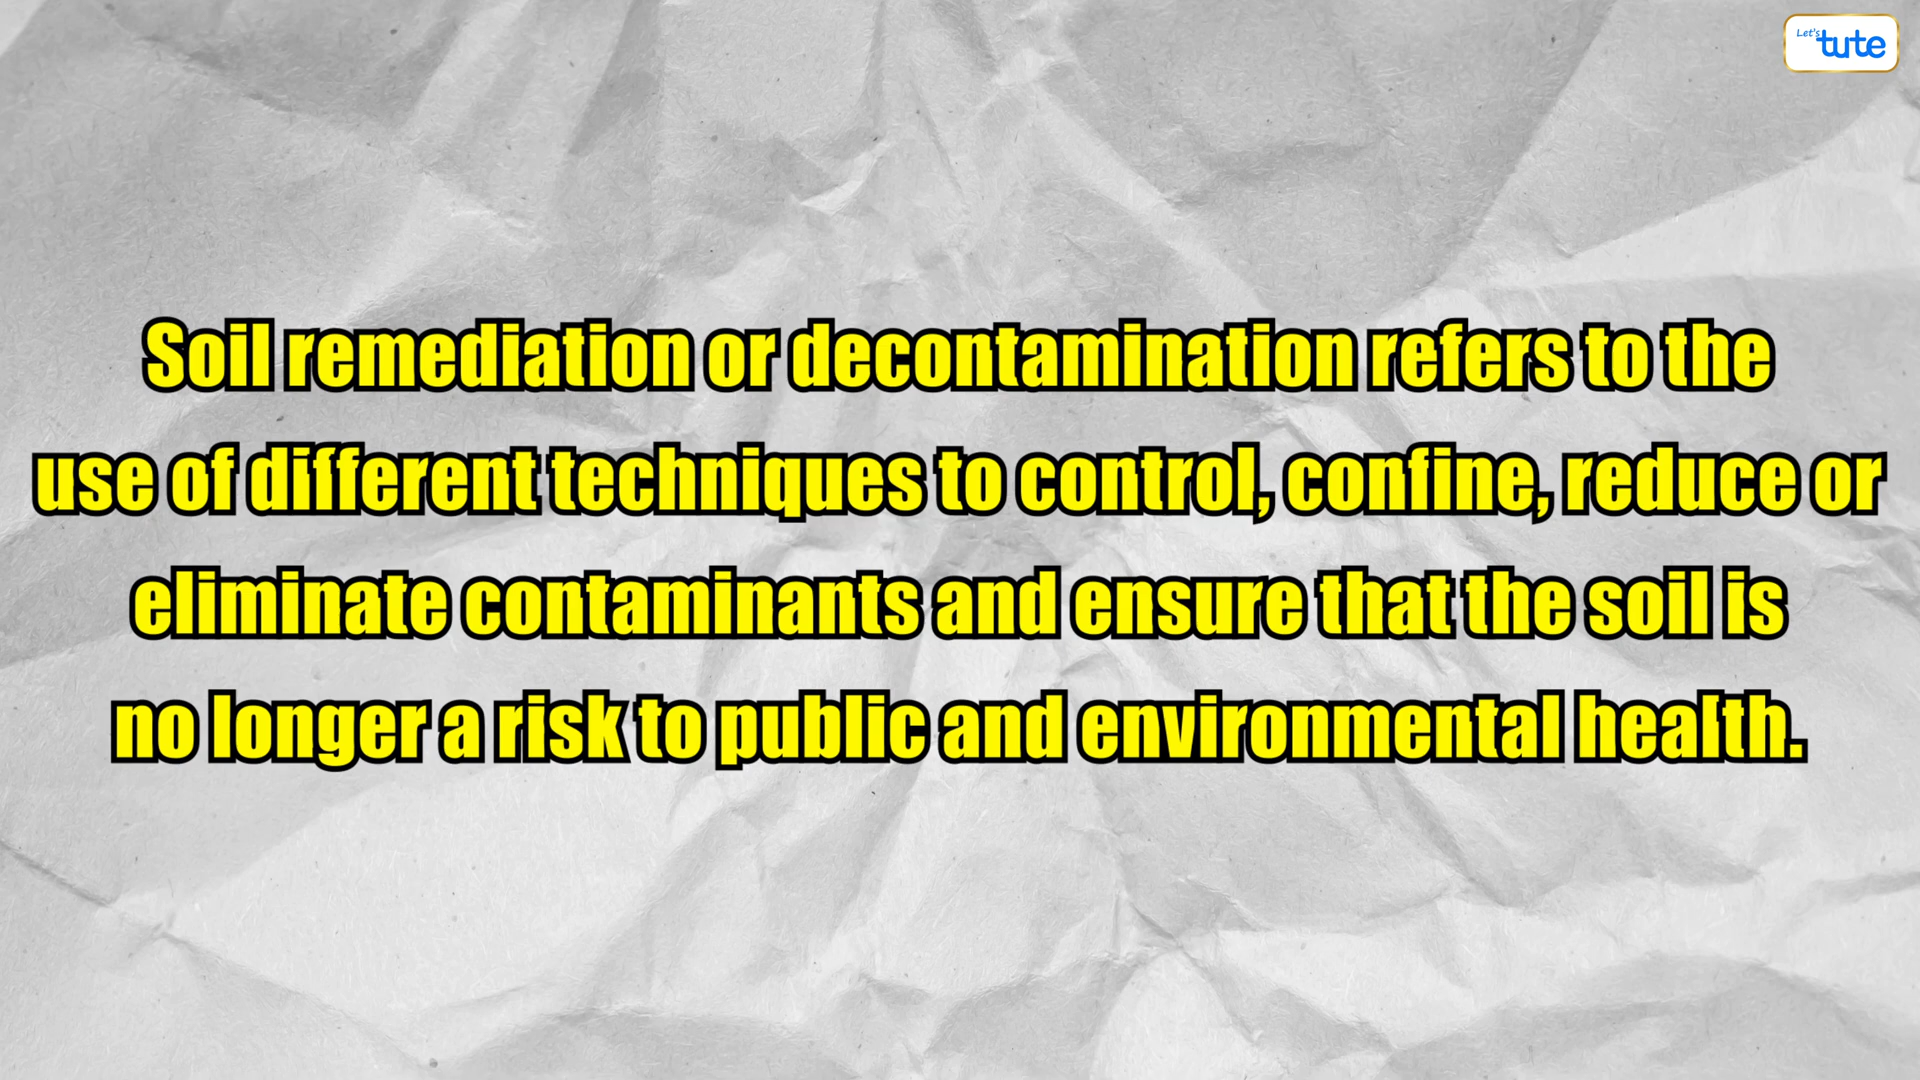 Let's tute
Soil remediation or decontamination refers to the
use of different techniques to control, confine, reduce or
eliminate contaminants and ensure that the soil is
no longer a risk to public and environmental health.